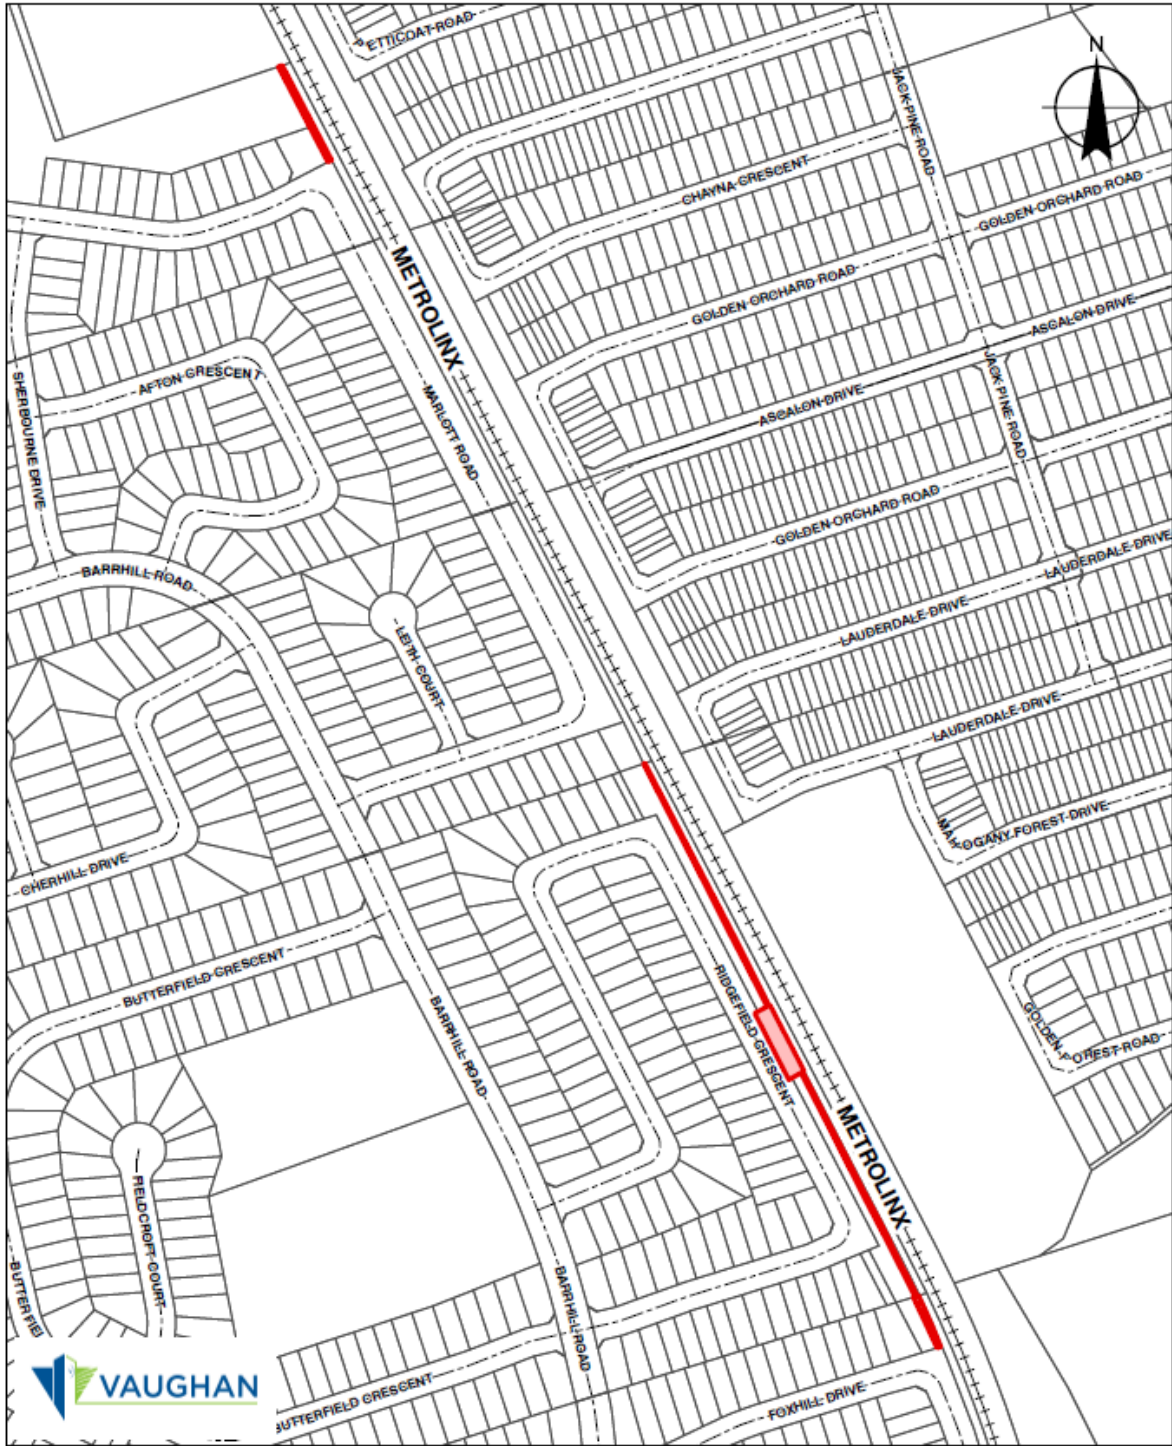 PETTICOAT ROAD
N
JACK PINE ROAD
CHAYNA CRESCENT
GOLDEN ORCHARD ROAD
METROLINX
GOLDEN ORCHARD ROAD
ASCALON DRIVE
AFTON CRESCENT
SHERBOURNE DRIVE
MARLOTT ROAD
ASCALON DRIVE
JACK PINE ROAD
GOLDEN ORCHARD ROAD
LAUDERDALE DRIVE
BARRHILL ROAD
LEITH COURT
LAUDERDALE DRIVE
LAUDERDALE DRIVE
MAHOGANY FOREST DRIVE
CHERHILL DRIVE
BUTTERFIELD CRESCENT
RIDGEFIELD CRESCENT
BARRHILL ROAD
GOLDEN FOREST ROAD
METROLINX
FIELDCROFT COURT
BUTTERFIE
BARRHILL ROAD
VAUGHAN
BUTTERFIELD CRESCENT
FOXHILL DRIVE